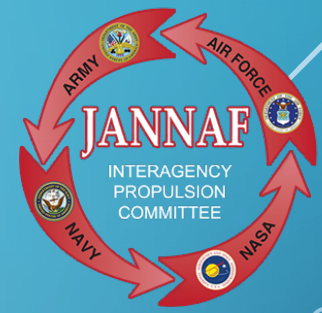 ARMY
AIR FORCE
JANNAF
INTERAGENCY
PROPULSION
COMMITTEE
NAVY
NASA